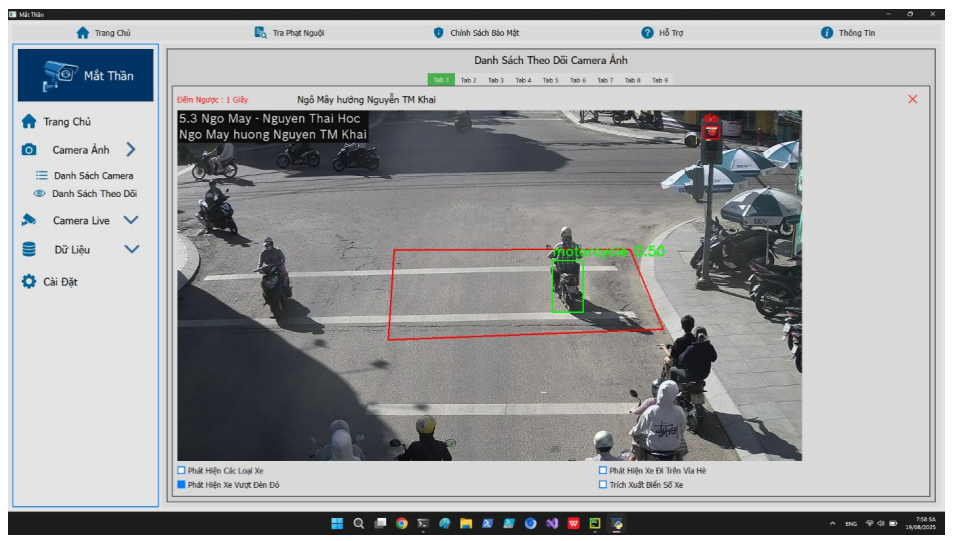 Mắt Thần
Trang Chủ
Tra Phạt Nguội
Chính Sách Bảo Mật
Hỗ Trợ
Thông Tin
Mắt Thần
Trang Chủ
Camera Ảnh
Danh Sách Camera
Danh Sách Theo Dõi
Camera Live
Dữ Liệu
Cài Đặt
Danh Sách Theo Dõi Camera Ảnh
Tab 1 Tab 2 Tab 3 Tab 4 Tab 5 Tab 6 Tab 7 Tab 8 Tab 9
Đếm Ngược : 1 Giây
Ngô Mây hướng Nguyễn TM Khai
5.3 Ngo May - Nguyen Thai Hoc
Ngo May huong Nguyen TM Khai
BIDV
motorcycle 0.50
Phát Hiện Các Loại Xe
Phát Hiện Xe Vượt Đèn Đỏ
Phát Hiện Xe Đi Trên Vỉa Hè
Trích Xuất Biển Số Xe
ENG
7:58 SA
19/08/2025